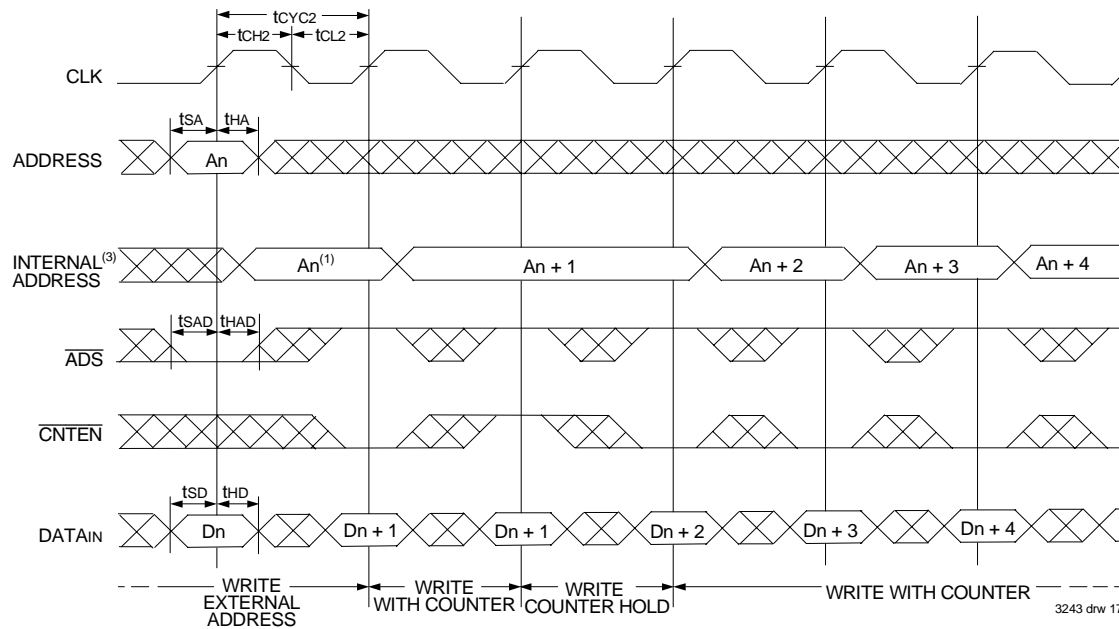 tCYC2
tCH2 tCL2
CLK
tSA tHA
ADDRESS An
INTERNAL(3) ADDRESS An(1) An + 1 An + 2 An + 3 An + 4
tSAD tHAD
ADS
CNTEN
tSD tHD
DATAIN Dn Dn + 1 Dn + 1 Dn + 2 Dn + 3 Dn + 4
WRITE EXTERNAL ADDRESS
WRITE WITH COUNTER
WRITE COUNTER HOLD
WRITE WITH COUNTER
3243 drw 17